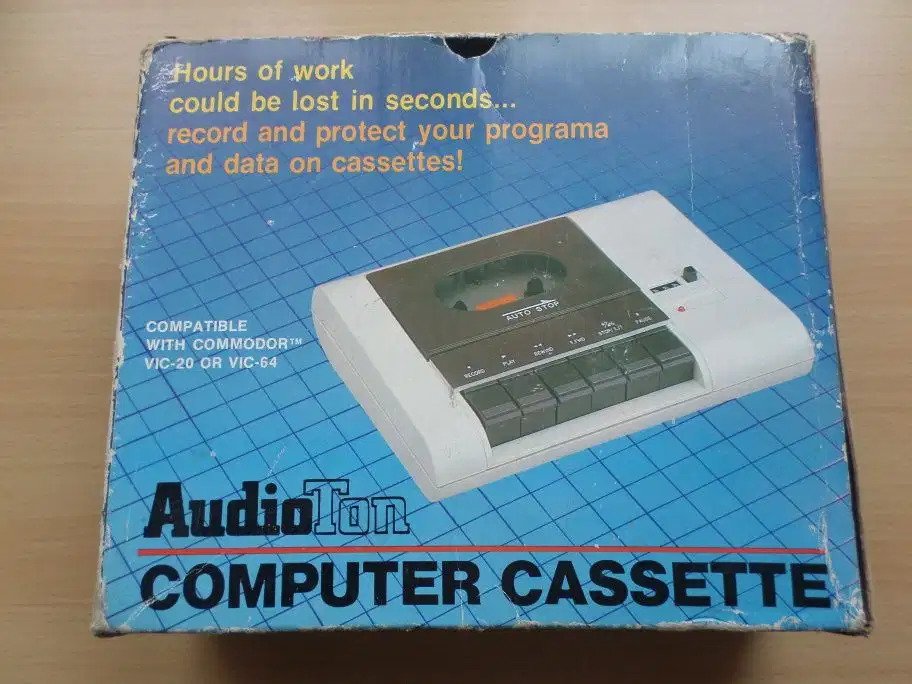 Hours of work
could be lost in seconds...
record and protect your programa
and data on cassettes!
AUTO STOP
RECORD
PLAY
REWIND
F.FWD
STOP/EJT
PAUSE
COMPATIBLE
WITH COMMODOR™
VIC-20 OR VIC-64
AudioTon
COMPUTER CASSETTE